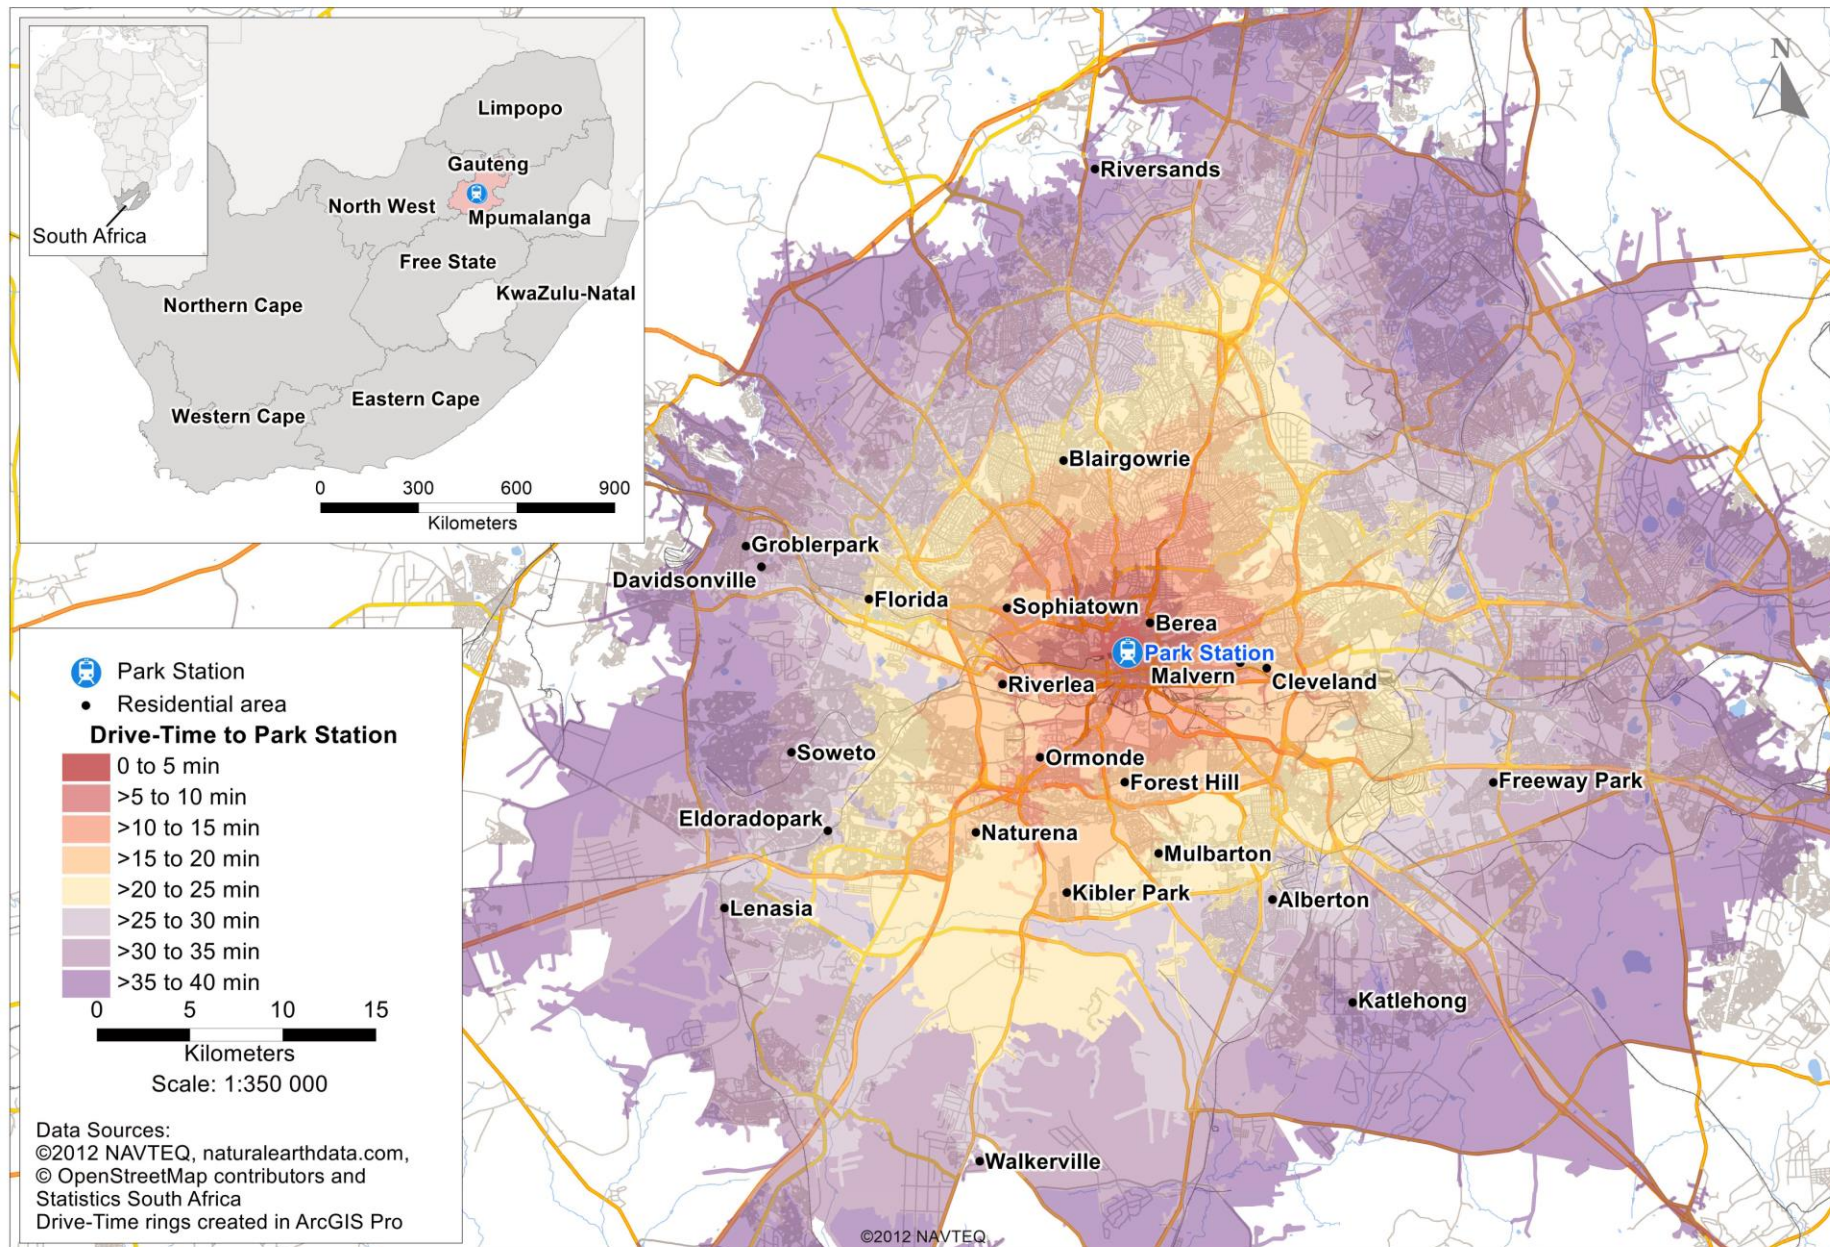 South Africa
Limpopo
Gauteng
North West
Mpumalanga
Free State
KwaZulu-Natal
Northern Cape
Eastern Cape
Western Cape
0 300 600 900
Kilometers
N
Riversands
Blairgowrie
Groblerpark
Davidsonville
Florida
Sophiatown
Berea
Park Station
Malvern
Cleveland
Riverlea
Soweto
Ormonde
Forest Hill
Freeway Park
Eldoradopark
Naturena
Mulbarton
Kibler Park
Alberton
Lenasia
Katlehong
Walkerville
©2012 NAVTEQ
Park Station
Residential area
Drive-Time to Park Station
0 to 5 min
>5 to 10 min
>10 to 15 min
>15 to 20 min
>20 to 25 min
>25 to 30 min
>30 to 35 min
>35 to 40 min
0 5 10 15
Kilometers
Scale: 1:350 000
Data Sources:
©2012 NAVTEQ, naturalearthdata.com,
© OpenStreetMap contributors and
Statistics South Africa
Drive-Time rings created in ArcGIS Pro